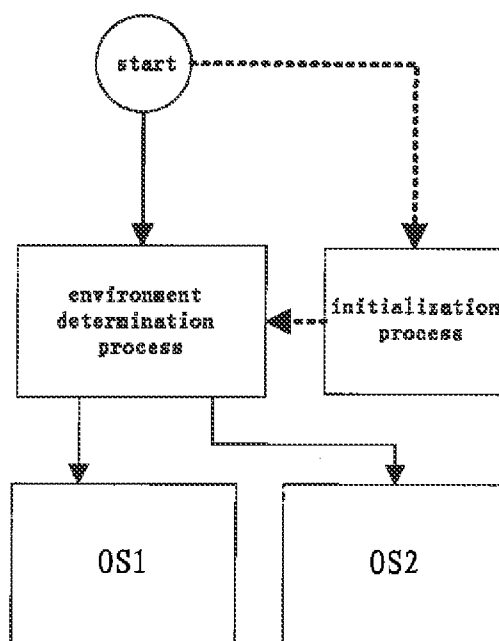 start
environment
determination
process
initialization
process
OS1
OS2